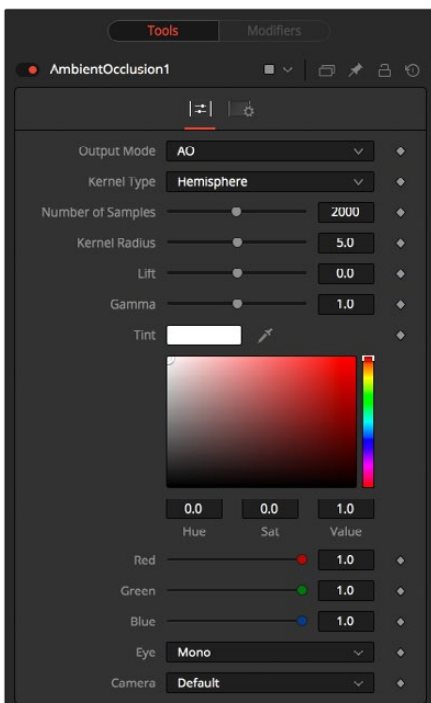 Tools Modifiers
AmbientOcclusion1
Output Mode AO
Kernel Type Hemisphere
Number of Samples 2000
Kernel Radius 5.0
Lift 0.0
Gamma 1.0
Tint
0.0 0.0 1.0
Hue Sat Value
Red 1.0
Green 1.0
Blue 1.0
Eye Mono
Camera Default